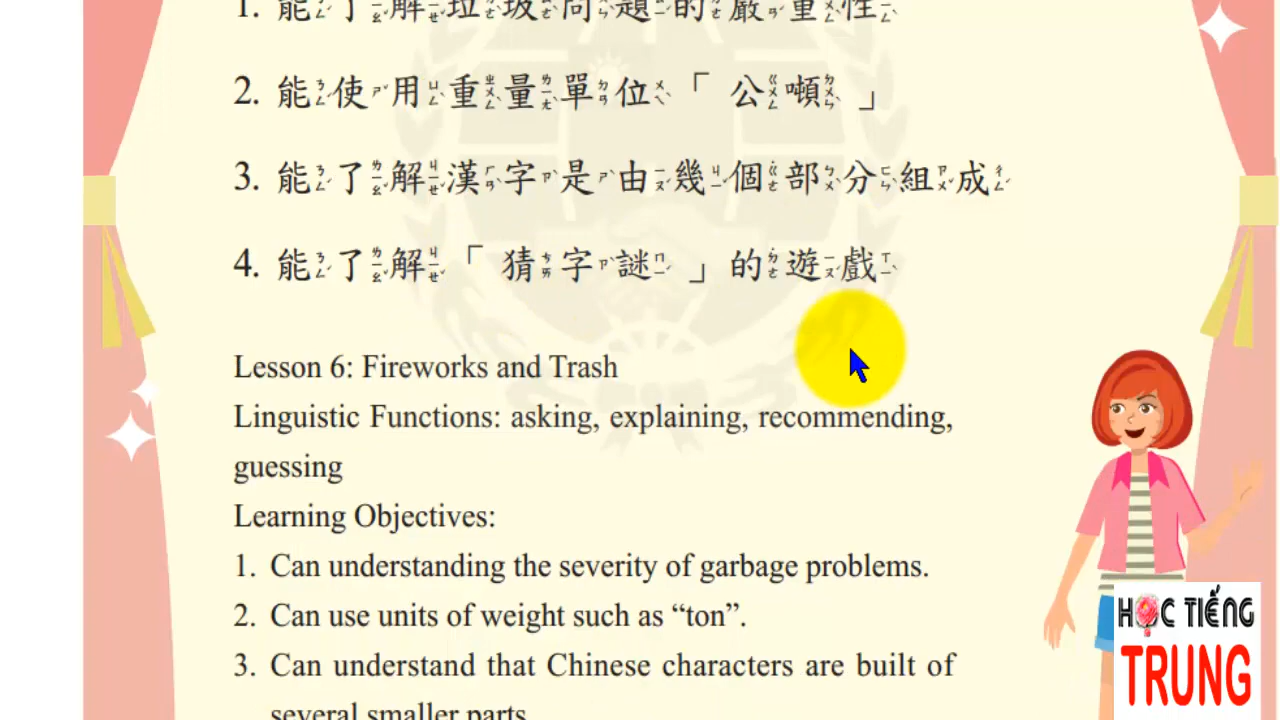 1. 能了解垃圾問題的嚴重性
2. 能使用重量單位「公噸」
3. 能了解漢字是由幾個部分組成
4. 能了解「猜字謎」的遊戲
Lesson 6: Fireworks and Trash
Linguistic Functions: asking, explaining, recommending,
guessing
Learning Objectives:
1. Can understanding the severity of garbage problems.
2. Can use units of weight such as “ton”.
3. Can understand that Chinese characters are built of
several smaller parts
HỌC TIẾNG
TRUNG